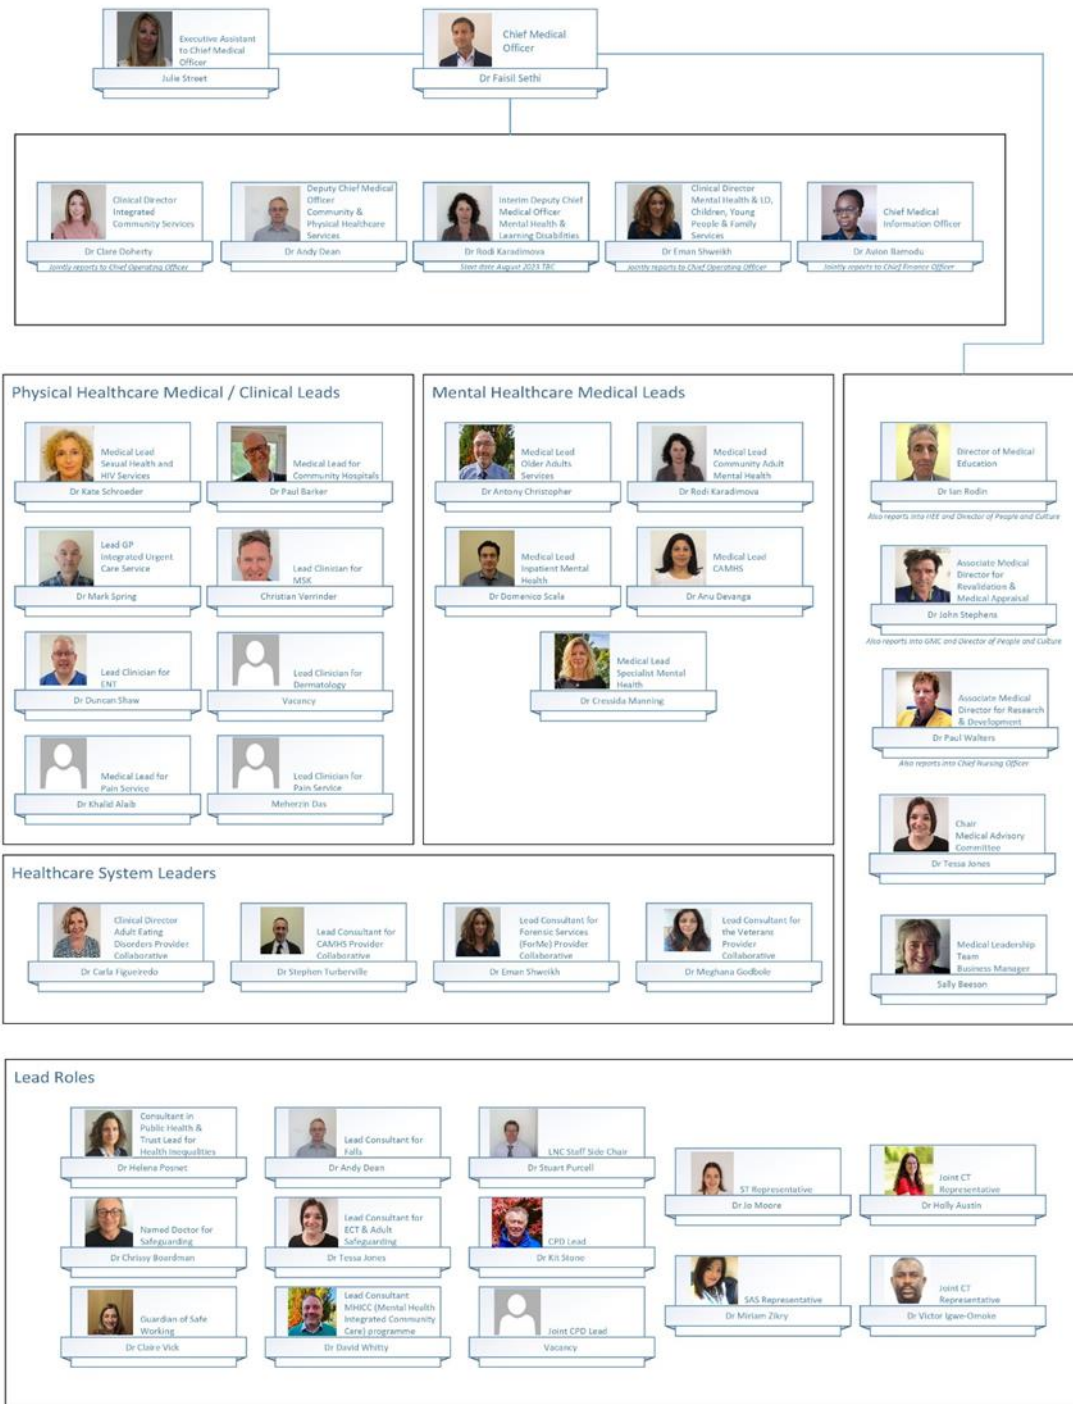 Executive Assistant
to Chief Medical
Officer
Julie Street
Chief Medical
Officer
Dr Faisil Sethi
Clinical Director
Integrated
Community Services
Dr Clare Doherty
Jointly reports to Chief Operating Officer
Deputy Chief Medical
Officer
Community &
Physical Healthcare
Services
Dr Andy Dean
Interim Deputy Chief
Medical Officer
Mental Health &
Learning Disabilities
Dr Rodi Karadimova
Start date August 2023 TBC
Clinical Director
Mental Health & LD,
Children, Young
People & Family
Services
Dr Eman Shweikh
Jointly reports to Chief Operating Officer
Chief Medical
Information Officer
Dr Bamodu
Jointly reports to Chief Finance Officer
Physical Healthcare Medical / Clinical Leads
Medical Lead
Sexual Health and
HIV Services
Dr Kate Schroeder
Medical Lead for
Community Hospitals
Dr Paul Barker
Lead GP
Integrated Urgent
Care Service
Dr Mark Spring
Lead Clinician for
MSK
Christian Verrinder
Lead Clinician for
ENT
Dr Duncan Shaw
Lead Clinician for
Dermatology
Vacancy
Medical Lead for
Pain Service
Dr Khalid Alaib
Lead Clinician for
Pain Service
Meherzin Das
Mental Healthcare Medical Leads
Medical Lead
Older Adults
Services
Dr Antony Christopher
Medical Lead
Community Adult
Mental Health
Dr Rodi Karadimova
Medical Lead
Inpatient Mental
Health
Dr Domenico Scala
Medical Lead
CAMHS
Dr Anu Devanga
Medical Lead
Specialist Mental
Health
Dr Cressida Manning
Director of Medical
Education
Dr Ian Rodin
Also reports into HEE and Director of People and Culture
Associate Medical
Director for
Revalidation &
Medical Appraisal
Dr John Stephens
Also reports into GMC and Director of People and Culture
Associate Medical
Director for Research
& Development
Dr Paul Walters
Also reports into Chief Nursing Officer
Chair
Medical Advisory
Committee
Dr Tessa Jones
Medical Leadership
Team
Business Manager
Sally Beeson
Healthcare System Leaders
Clinical Director
Adult Eating
Disorders Provider
Collaborative
Dr Carla Figueiredo
Lead Consultant for
CAMHS Provider
Collaborative
Dr Stephen Turberville
Lead Consultant for
Forensic Services
(ForMe) Provider
Collaborative
Dr Eman Shweikh
Lead Consultant for
the Veterans
Provider
Collaborative
Dr Meghana Godbole
Lead Roles
Consultant in
Public Health &
Trust Lead for
Health Inequalities
Dr Helena Posnet
Lead Consultant for
Falls
Dr Andy Dean
LNC Staff Side Chair
Dr Stuart Purcell
ST Representative
Dr Jo Moore
Joint CT
Representative
Dr Holly Austin
Named Doctor for
Safeguarding
Dr Chrissy Boardman
Lead Consultant for
ECT & Adult
Safeguarding
Dr Tessa Jones
CPD Lead
Dr Kit Stone
SAS Representative
Dr Miriam Zikry
Joint CT
Representative
Dr Victor Igwe-Omoke
Guardian of Safe
Working
Dr Claire Vick
Lead Consultant
MHICC (Mental Health
Integrated Community
Care) programme
Dr David Whitty
Joint CPD Lead
Vacancy